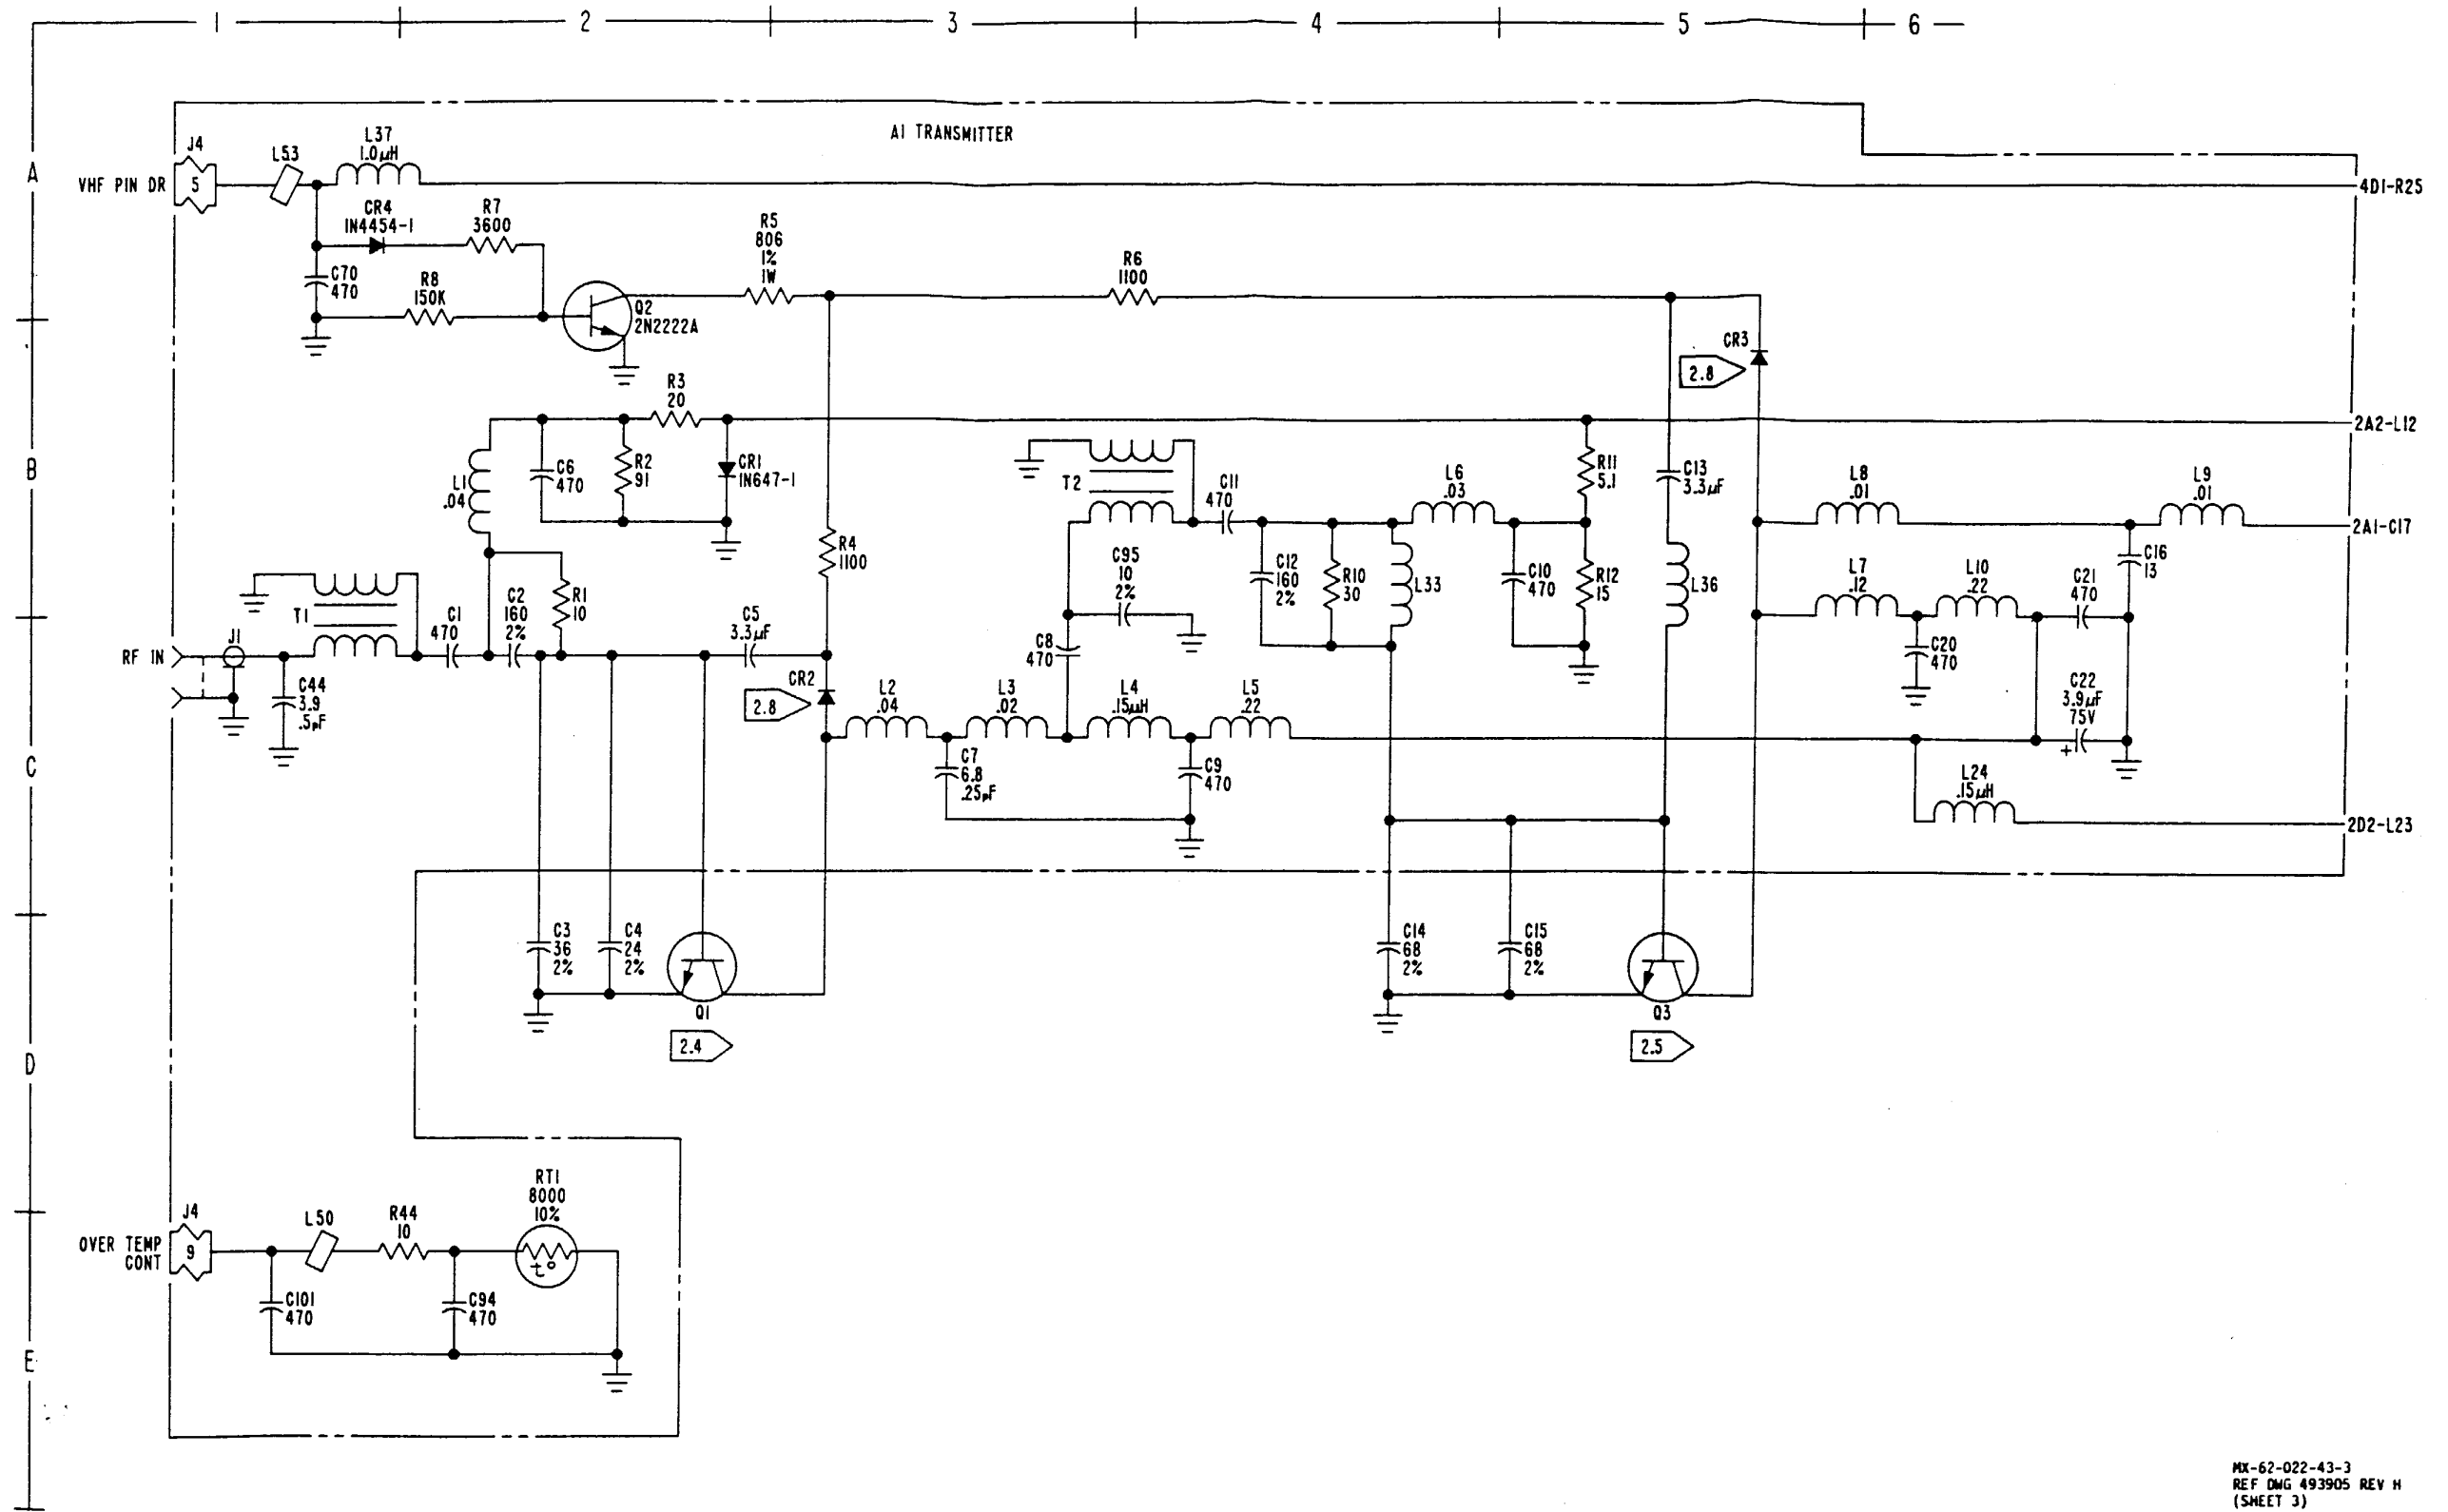 1 2 3 4 5 6
A1 TRANSMITTER
A
VHF PIN DR
J4
5
L53
L37
1.0μH
4D1-R25
CR4
1N4454-1
R7
3600
C70
470
R8
150K
Q2
2N2222A
R5
806
1%
1W
R6
1100
CR3
2.8
B
R3
20
2A2-L12
L1
.04
C6
470
R2
91
CR1
1N647-1
R4
1100
T2
C11
470
C95
10
2%
C12
160
2%
R10
30
L33
L6
.03
C10
470
R11
5.1
R12
15
C13
3.3μF
L36
L8
.01
L9
.01
2A1-C17
C16
13
L7
.12
L10
.22
C21
470
C20
470
C22
3.9μF
75V
+
RF IN
J1
T1
C44
3.9
.5pF
C1
470
C2
160
2%
R1
10
C5
3.3μF
CR2
2.8
C8
470
L2
.04
L3
.02
L4
.15μH
L5
.22
C
C7
6.8
.25pF
C9
470
L24
.15μH
2D2-L23
C3
36
2%
C4
24
2%
Q1
2.4
C14
68
2%
C15
68
2%
Q3
2.5
D
OVER TEMP
CONT
J4
9
L50
R44
10
RT1
8000
10%
t°
C101
470
C94
470
E
MX-62-022-43-3
REF DWG 493905 REV H
(SHEET 3)